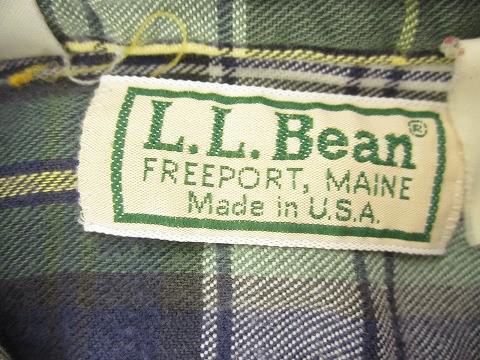 L.L.Bean®
FREEPORT, MAINE
Made in U.S.A.